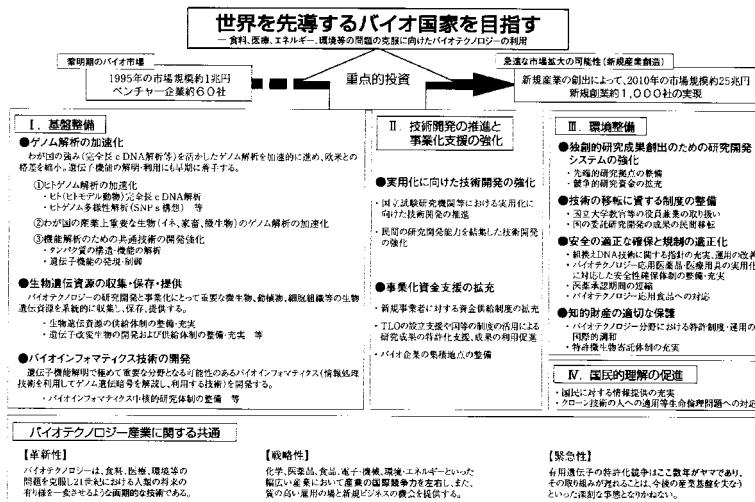 世界を先導するバイオ国家を目指す
― 食料、医療、エネルギー、環境等の問題の克服に向けたバイオテクノロジーの利用
黎明期のバイオ市場
1995年の市場規模約1兆円
ベンチャー企業約60社
重点的投資
急速な市場拡大の可能性(新規産業創造)
新規産業の創出によって、2010年の市場規模約25兆円
新規創業約1,000社の実現
Ⅰ．基盤整備
●ゲノム解析の加速化
わが国の強み(完全長cDNA解析等)を活かしたゲノム解析を加速的に進め、欧米との
格差を縮小。遺伝子機能の解明・利用にも早期に着手する。
①ヒトゲノム解析の加速化
・ヒト(ヒトモデル動物)完全長cDNA解析
・ヒトゲノム多様性解析(SNPs構想) 等
②わが国の産業上重要な生物(イネ、家畜、微生物)のゲノム解析の加速化
③機能解析のための共通技術の開発強化
・タンパク質の構造・機能の解析
・遺伝子機能の発現・制御
●生物遺伝資源の収集・保存・提供
バイオテクノロジーの研究開発と事業化にとって重要な微生物、動植物、細胞組織等の生物
遺伝資源を系統的に収集し、保存、提供する。
・生物遺伝資源の供給体制の整備・充実
・遺伝子改変生物の開発および供給体制の整備・充実 等
●バイオインフォマティクス技術の開発
遺伝子機能解明で極めて重要な分野となる可能性のあるバイオインフォマティクス(情報処理
技術を利用してゲノム遺伝暗号を解読し、利用する技術)を開発する。
・バイオインフォマティクス中核的研究体制の整備 等
Ⅱ．技術開発の推進と
事業化支援の強化
●実用化に向けた技術開発の強化
・国立試験研究機関等における実用化に
向けた技術開発の推進
・民間の研究開発能力を結集した技術開発
の強化
●事業化資金支援の拡充
・新規事業者に対する資金供給制度の拡充
・TLOの設立支援や国等の制度の活用による
研究成果の特許化支援、成果の利用促進
・バイオ企業の集積地点の整備
Ⅲ．環境整備
●独創的研究成果創出のための研究開発
システムの強化
・先端的研究拠点の整備
・競争的研究資金の拡充
●技術の移転に資する制度の整備
・国立大学教官等の役員兼業の取り扱い
・国の委託研究開発の成果の民間移転
●安全の適正な確保と規制の適正化
・組換えDNA技術に関する指針の充実、運用の改善
・バイオテクノロジー応用医薬品・医療用具の実用化
に対応した安全性確保体制の整備・充実
・医薬承認期間の短縮
・バイオテクノロジー応用食品への対応
●知的財産の適切な保護
・バイオテクノロジー分野における特許制度・運用の
国際的調和
・特許微生物寄託体制の充実
Ⅳ．国民的理解の促進
・国民に対する情報提供の充実
・クローン技術の人への適用等生命倫理問題への対応
バイオテクノロジー産業に関する共通
【革新性】
バイオテクノロジーは、食料、医療、環境等の
問題を克服し21世紀における人類の将来の
有り様を一変させるような画期的な技術である。
【戦略性】
化学、医薬品、食品、電子・機械、環境・エネルギーといった
幅広い産業において産業の国際競争力を左右し、また、
質の高い雇用の場と新規ビジネスの機会を提供する。
【緊急性】
有用遺伝子の特許化競争はここ数年がヤマであり、
その取り組みが遅れることは、今後の産業基盤を失なう
といった深刻な事態となりかねない。